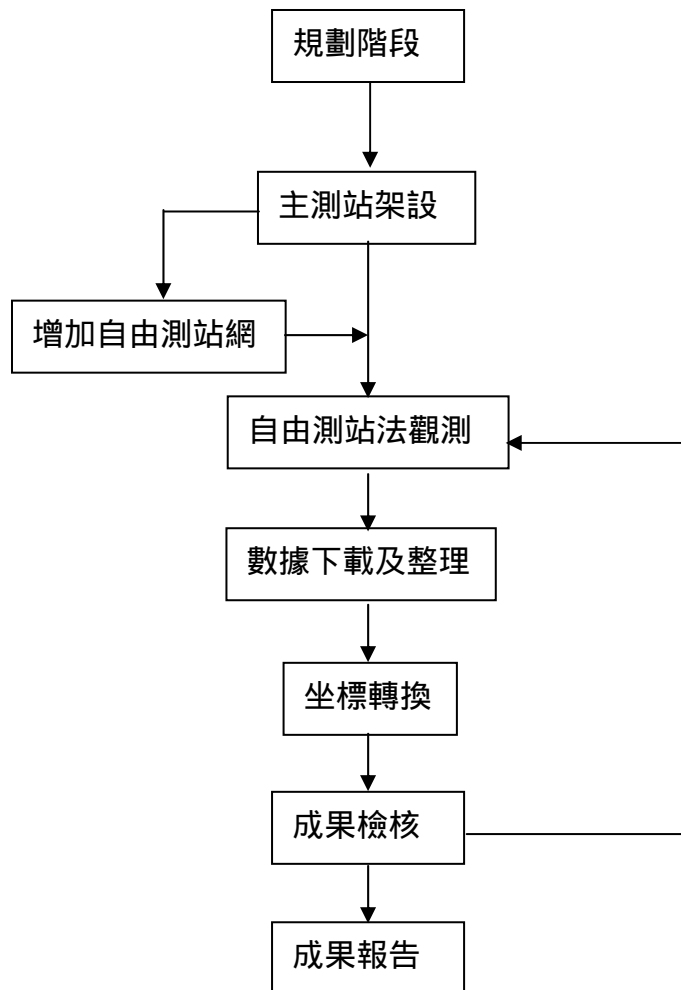 規劃階段
主測站架設
增加自由測站網
自由測站法觀測
數據下載及整理
坐標轉換
成果檢核
成果報告